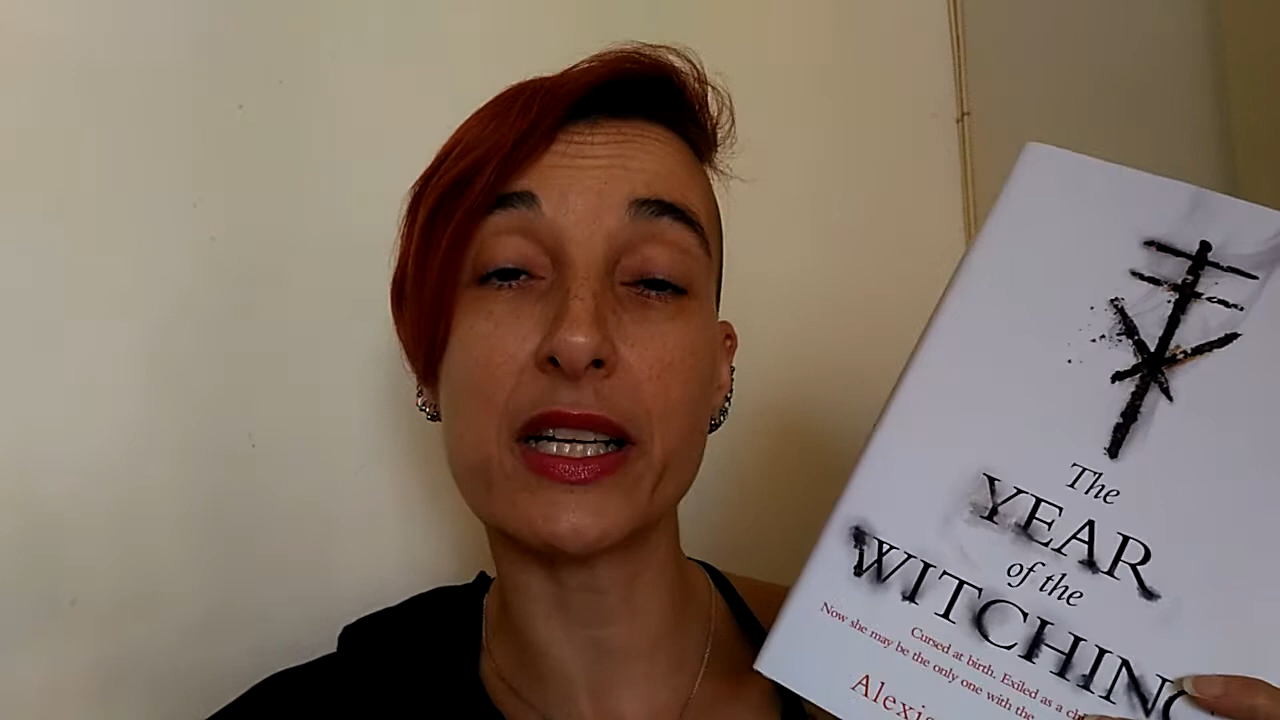 The
YEAR
of the
WITCHING
Cursed at birth. Exiled as a
Now she may be the only one with the
Alexis